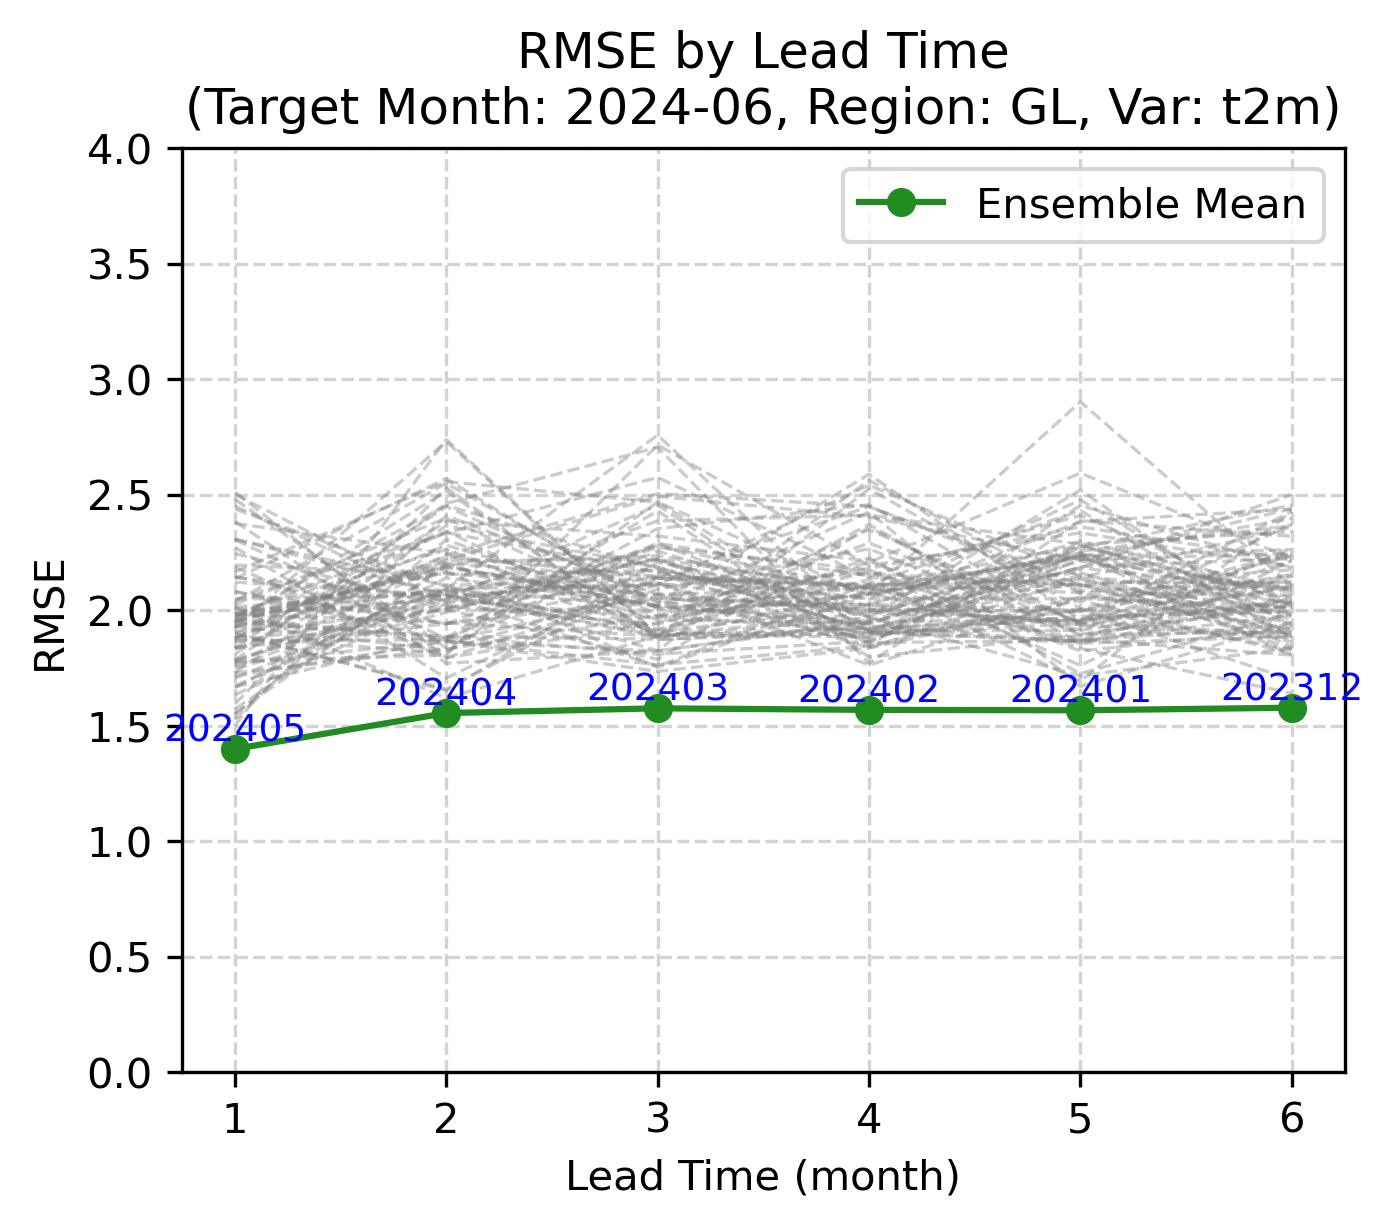 RMSE by Lead Time
(Target Month: 2024-06, Region: GL, Var: t2m)
4.0
3.5
3.0
2.5
2.0
1.5
1.0
0.5
0.0
RMSE
Ensemble Mean
202405
202404
202403
202402
202401
202312
1 2 3 4 5 6
Lead Time (month)